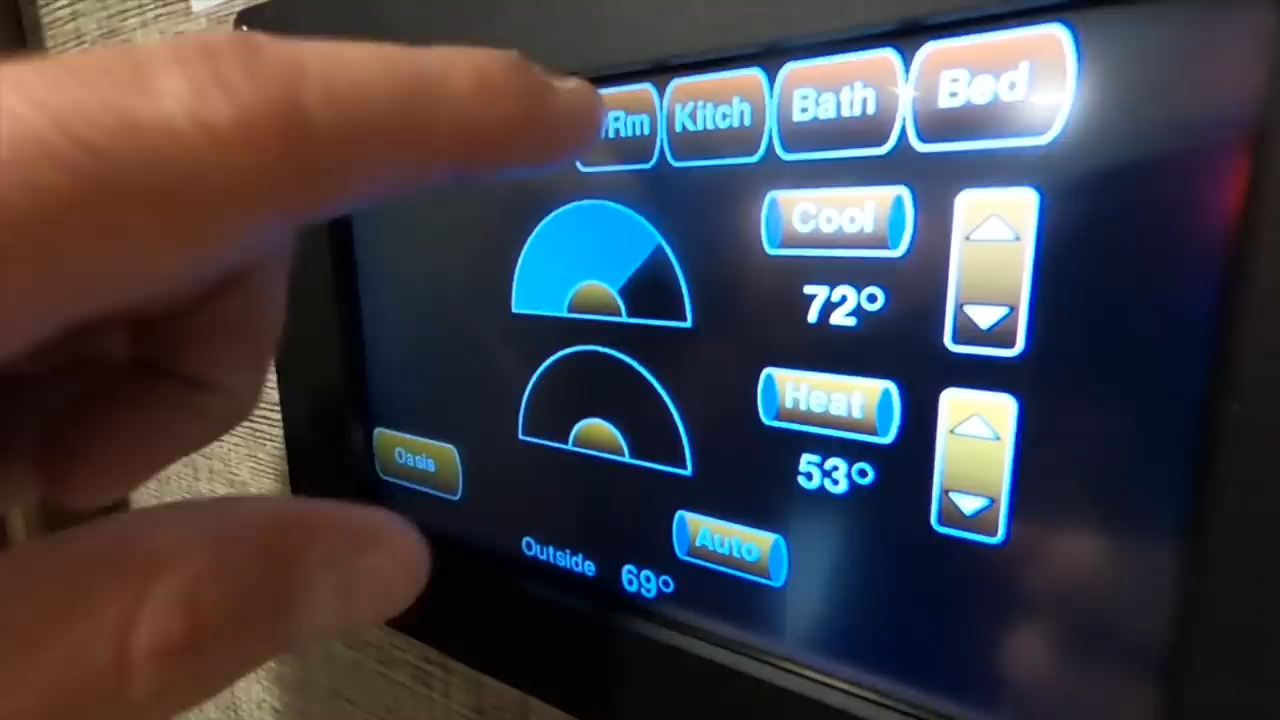 Rm Kitch Bath Bed
Cool
72°
Heat
53°
Oasis
Auto
Outside 69°